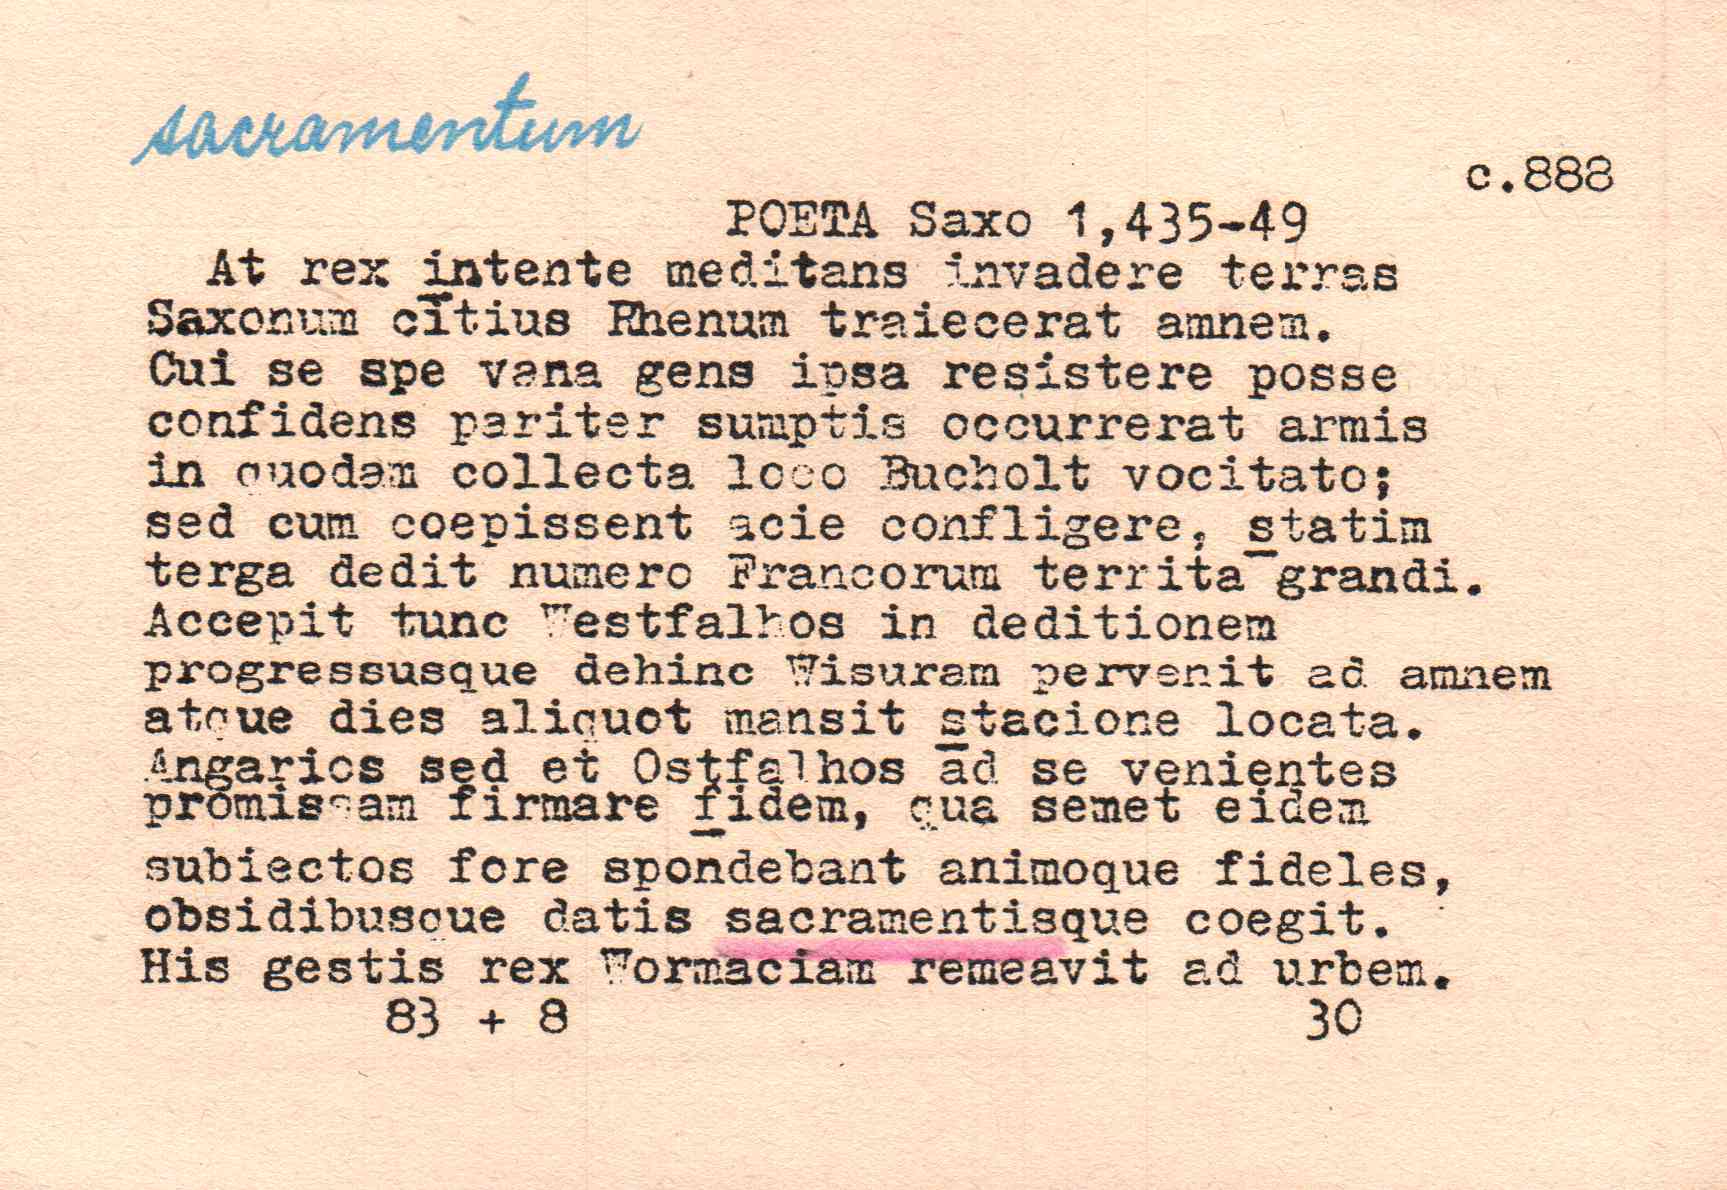 sacramentum
c.888
POETA Saxo 1,435-49
At rex intente meditans invadere terras
Saxonum citius Rhenum traiecerat amnem.
Cui se spe vana gens ipsa resistere posse
confidens pariter sumptis occurrerat armis
in quodam collecta loco Bucholt vocitato;
sed cum coepissent acie confligere, statim
terga dedit numero Francorum territa grandi.
Accepit tunc Westfalhos in deditionem
progressusque dehinc Wisuram pervenit ad amnem
atque dies aliquot mansit stacione locata.
Angarios sed et Ostfalhos ad se venientes
promissam firmare fidem, qua semet eidem
subiectos fore spondebant animoque fideles,
obsidibusque datis sacramentisque coegit.
His gestis rex Wormaciam remeavit ad urbem.
83 + 8 30